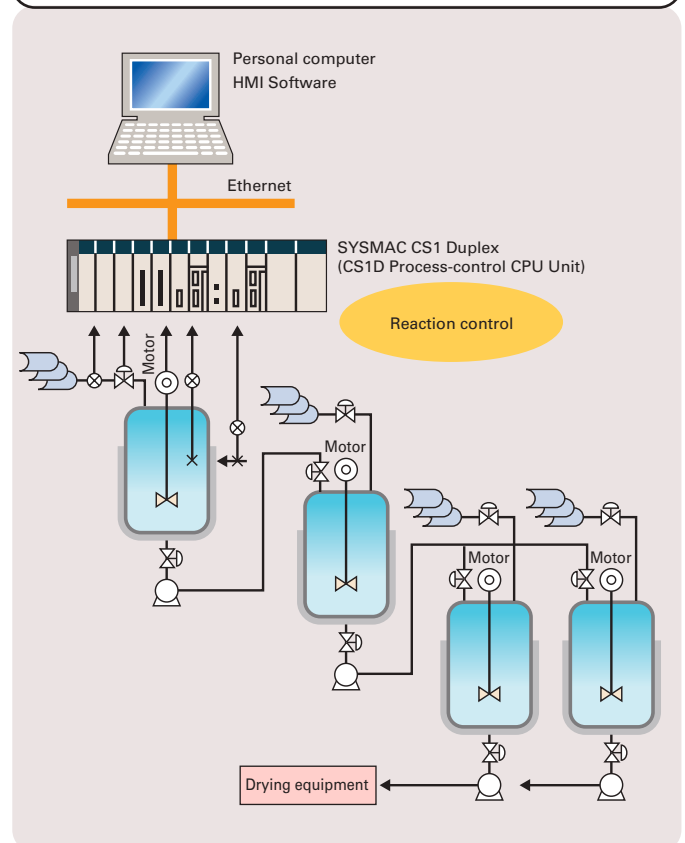 Personal computer
HMI Software
Ethernet
SYSMAC CS1 Duplex
(CS1D Process-control CPU Unit)
Reaction control
Motor
Motor
Motor
Motor
Drying equipment